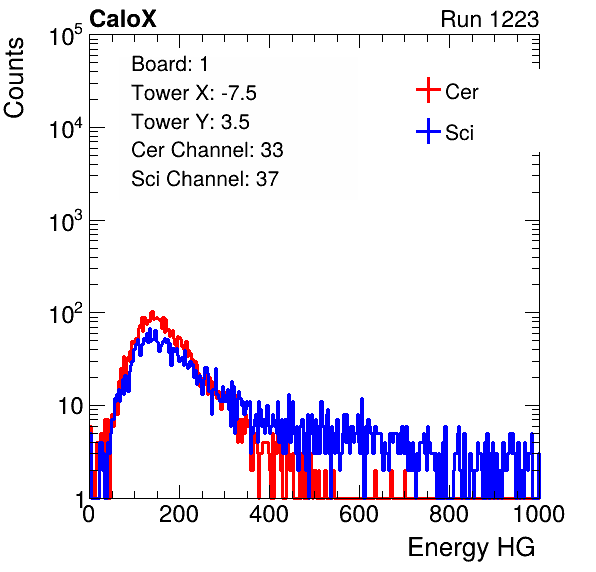 CaloX Run 1223
Counts
10^5
10^4
10^3
10^2
10
1
Board: 1
Tower X: -7.5
Tower Y: 3.5
Cer Channel: 33
Sci Channel: 37
Cer
Sci
0 200 400 600 800 1000
Energy HG